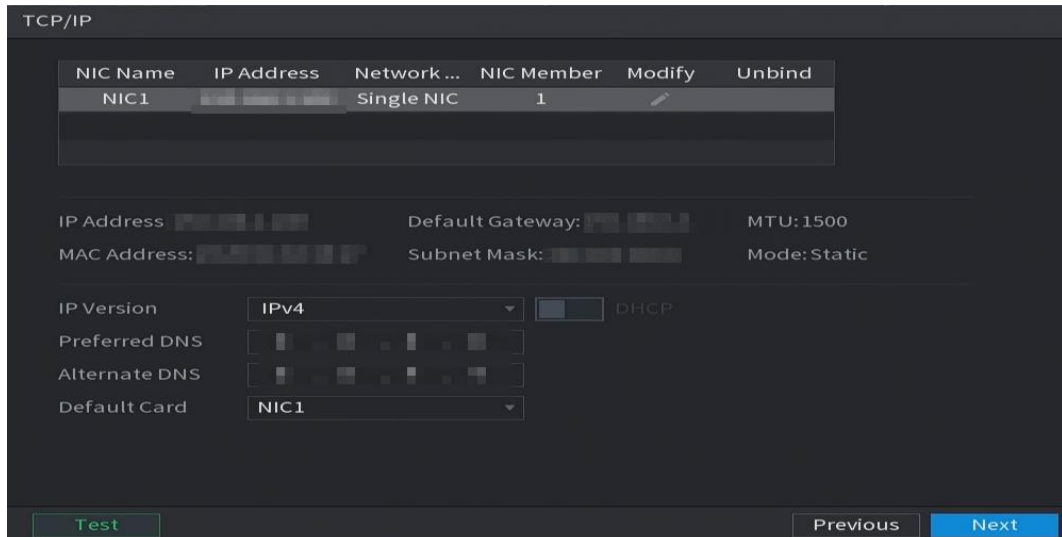 TCP/IP
NIC Name IP Address Network ... NIC Member Modify Unbind
NIC1 Single NIC 1
IP Address Default Gateway: MTU:1500
MAC Address: Subnet Mask: Mode:Static
IP Version IPv4 DHCP
Preferred DNS
Alternate DNS
Default Card NIC1
Test Previous Next